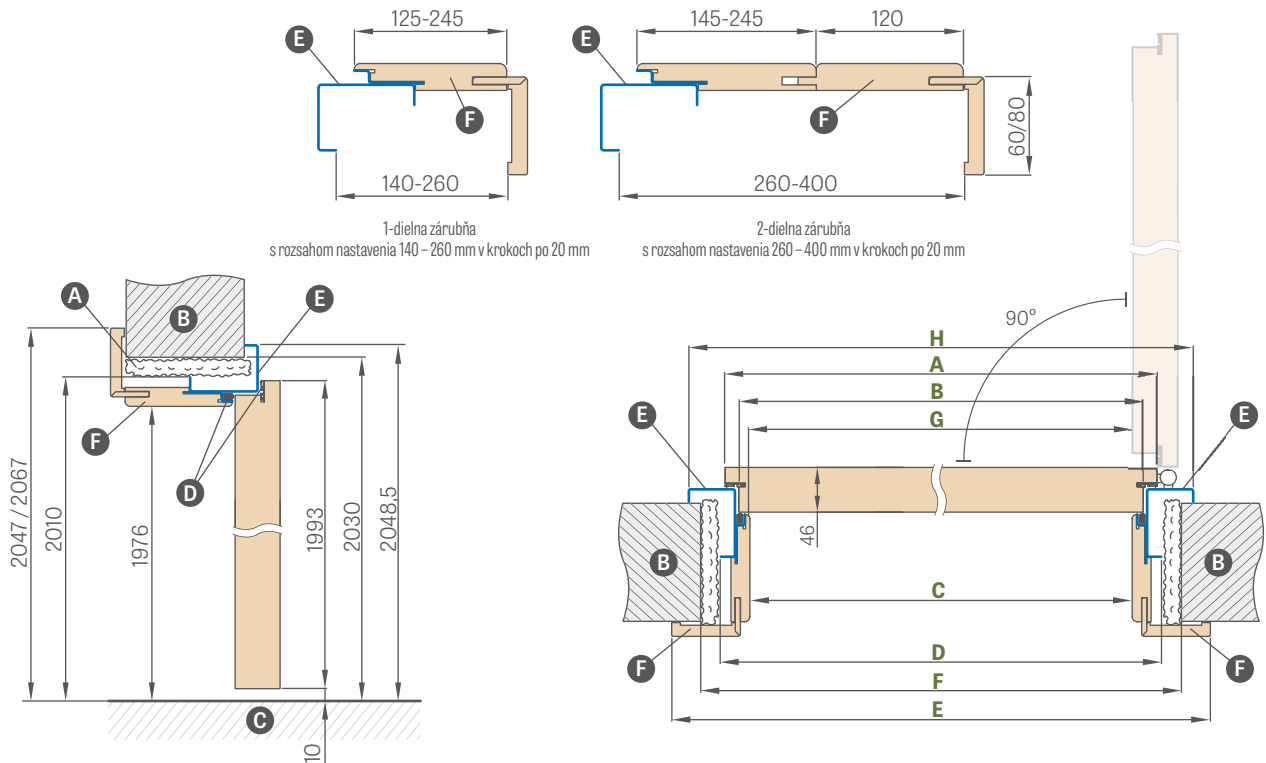 125-245
E
F
140-260
1-dielna zárubňa
s rozsahom nastavenia 140 – 260 mm v krokoch po 20 mm
145-245
120
E
F
60/80
260-400
2-dielna zárubňa
s rozsahom nastavenia 260 – 400 mm v krokoch po 20 mm
A
B
E
F
D
C
2047 / 2067
2010
1976
1993
2030
2048,5
10
90°
H
A
B
G
E
E
46
B
B
C
D
F
F
F
E